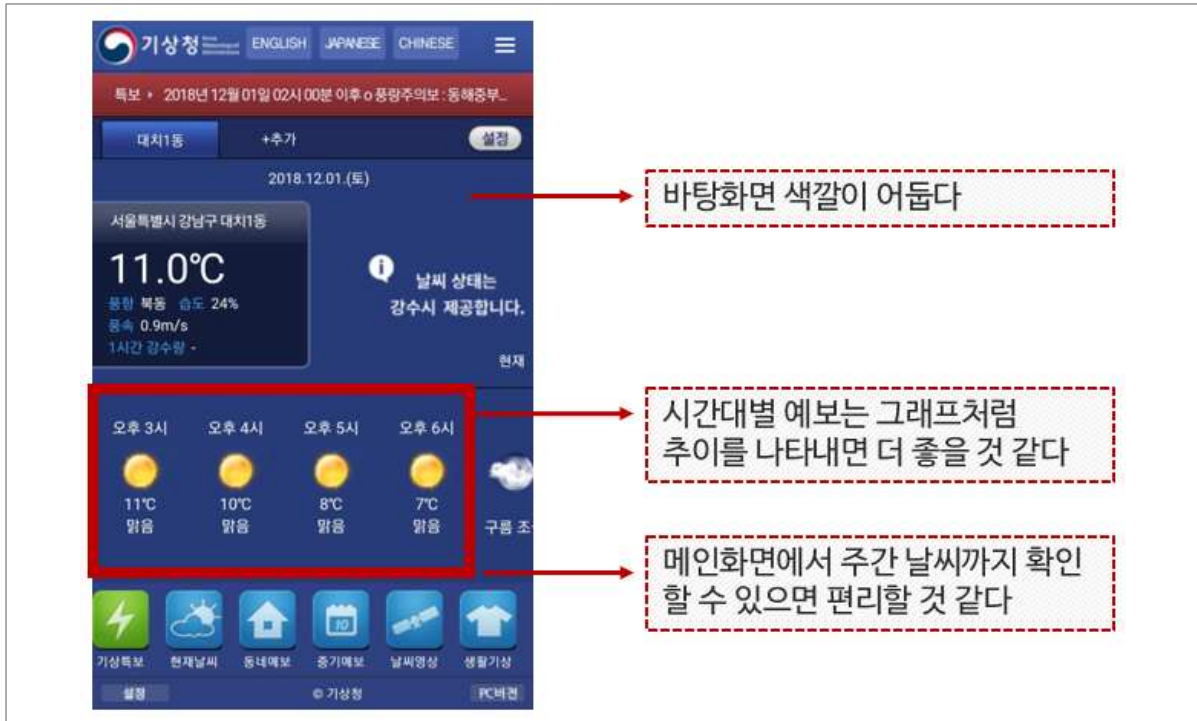 기상청 ENGLISH JAPANESE CHINESE
특보 2018년 12월 01일 02시 00분 이후 o 풍랑주의보 : 동해중부...
대치1동 +추가 설정
2018.12.01.(토)
바탕화면 색깔이 어둡다
서울특별시 강남구 대치1동
11.0℃
풍향 북동 습도 24%
풍속 0.9m/s
1시간 강수량 -
날씨 상태는
강수시 제공합니다.
현재
오후 3시 오후 4시 오후 5시 오후 6시
11℃ 10℃ 8℃ 7℃
맑음 맑음 맑음 맑음 구름 조
시간대별 예보는 그래프처럼
추이를 나타내면 더 좋을 것 같다
메인화면에서 주간 날씨까지 확인
할 수 있으면 편리할 것 같다
10
기상특보 현재날씨 동네예보 중기예보 날씨영상 생활기상
설정 © 기상청 PC버전